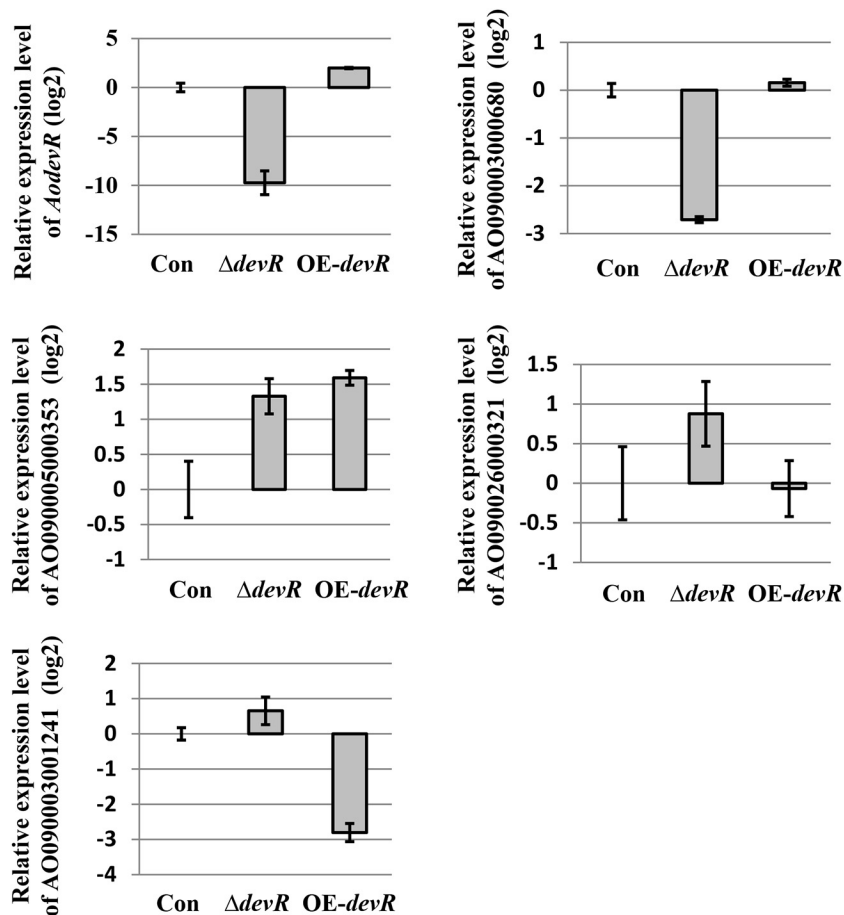 Relative expression level
of AodevR (log2)
5
0
-5
-10
-15
Con ΔdevR OE-devR
Relative expression level
of AO090003000680 (log2)
1
0
-1
-2
-3
Con ΔdevR OE-devR
Relative expression level
of AO090005000353 (log2)
2
1.5
1
0.5
0
-0.5
-1
Con ΔdevR OE-devR
Relative expression level
of AO090026000321 (log2)
1.5
1
0.5
0
-0.5
-1
Con ΔdevR OE-devR
Relative expression level
of AO090003001241 (log2)
2
1
0
-1
-2
-3
-4
Con ΔdevR OE-devR